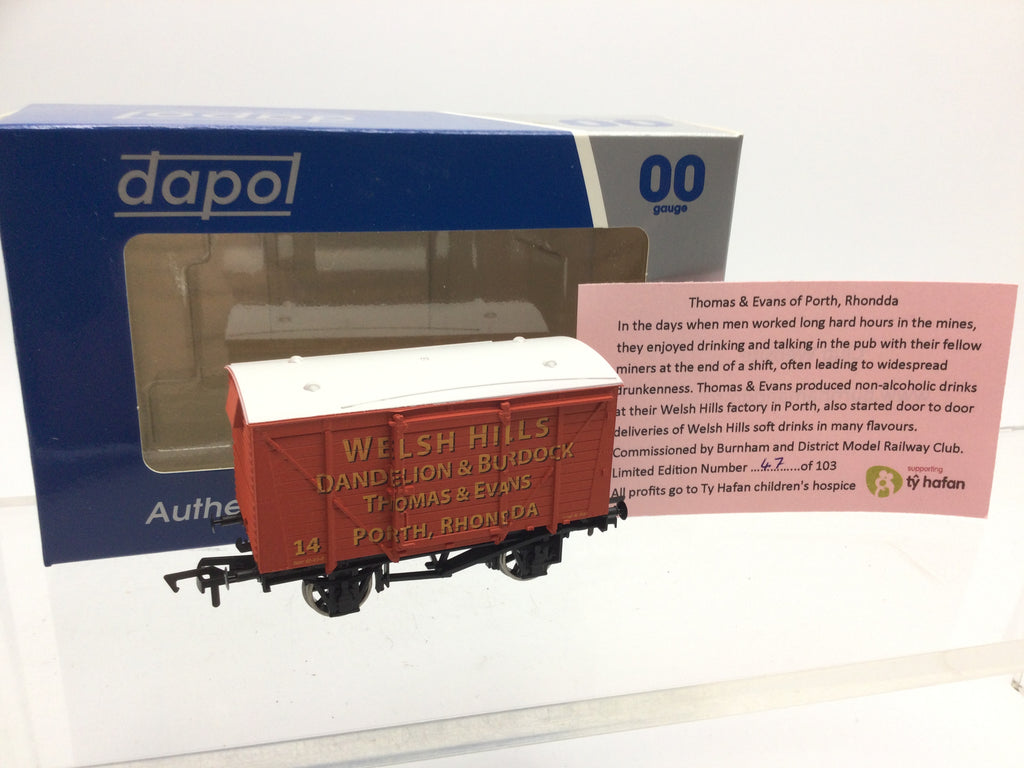 dapol
00
gauge
Authe
WELSH HILLS
DANDELION & BURDOCK
THOMAS & EVANS
PORTH, RHONDDA
14
Thomas & Evans of Porth, Rhondda
In the days when men worked long hard hours in the mines,
they enjoyed drinking and talking in the pub with their fellow
miners at the end of a shift, often leading to widespread
drunkenness. Thomas & Evans produced non-alcoholic drinks
at their Welsh Hills factory in Porth, also started door to door
deliveries of Welsh Hills soft drinks in many flavours.
Commissioned by Burnham and District Model Railway Club.
Limited Edition Number ...47.....of 103
All profits go to Ty Hafan children's hospice
supporting
tŷ hafan